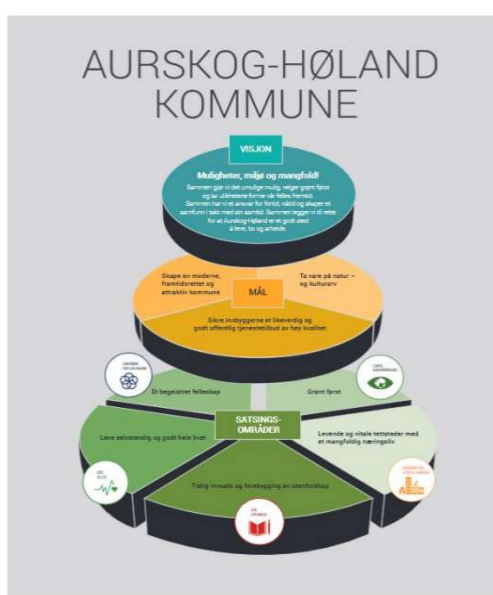 AURSKOG-HØLAND
KOMMUNE
VISJON
Muligheter, miljø og mangfold!
Sammen gjør vi det umulige mulig, velger grønt først
og lar ulikhetene forme vår felles fremtid.
Sammen har vi et ansvar for fortid, nåtid og skaper et
samfunn i takt med sin samtid. Sammen legger vi til rette
for at Aurskog-Høland er et godt sted
å leve, bo og arbeide.
Skape en moderne,
framtidsrettet og
attraktiv kommune
Ta vare på natur –
og kulturarv
MÅL
Sikre innbyggerne et likeverdig og
godt offentlig tjenestetilbud av høy kvalitet
Et begeistret felleskap
Grønt først
SATSINGS-
OMRÅDER
Leve selvstendig og godt hele livet
Levende og vitale tettsteder med
et mangfoldig næringsliv
Tidlig innsats og forebygging av utenforskap